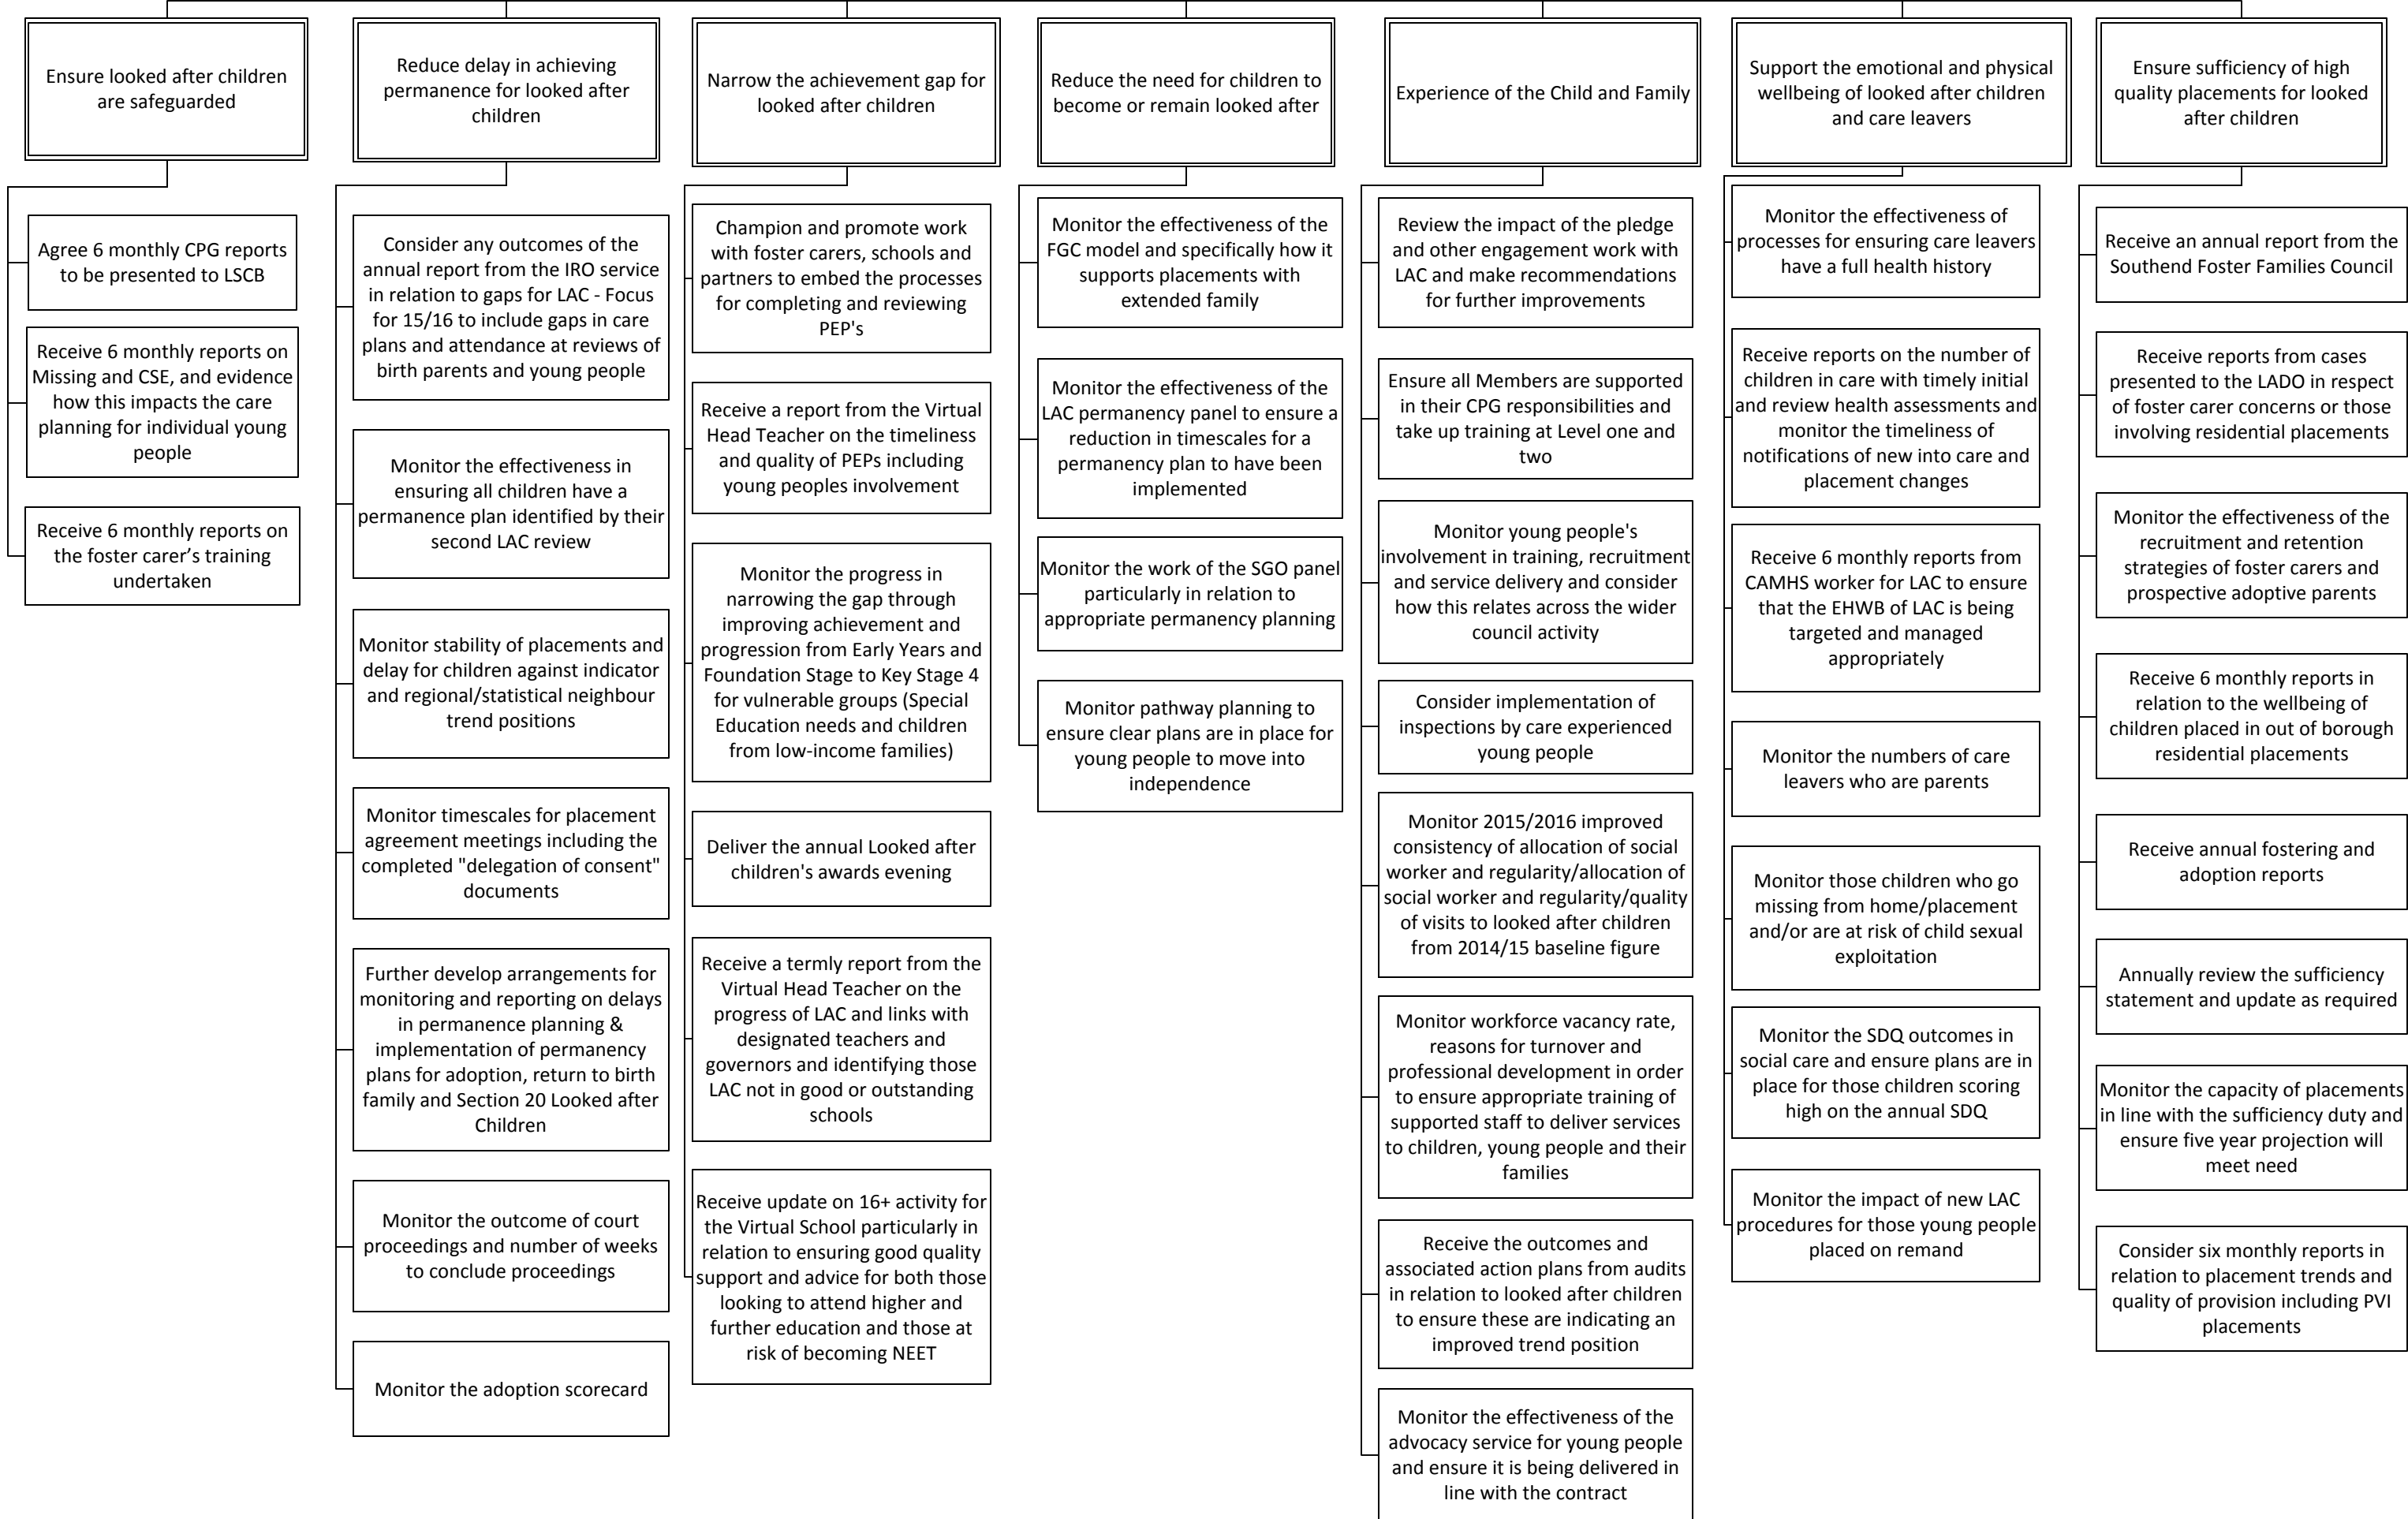 Ensure looked after children
are safeguarded
Reduce delay in achieving
permanence for looked after
children
Narrow the achievement gap for
looked after children
Reduce the need for children to
become or remain looked after
Experience of the Child and Family
Support the emotional and physical
wellbeing of looked after children
and care leavers
Ensure sufficiency of high
quality placements for looked
after children
Agree 6 monthly CPG reports
to be presented to LSCB
Receive 6 monthly reports on
Missing and CSE, and evidence
how this impacts the care
planning for individual young
people
Receive 6 monthly reports on
the foster carer’s training
undertaken
Consider any outcomes of the
annual report from the IRO service
in relation to gaps for LAC - Focus
for 15/16 to include gaps in care
plans and attendance at reviews of
birth parents and young people
Monitor the effectiveness in
ensuring all children have a
permanence plan identified by their
second LAC review
Monitor stability of placements and
delay for children against indicator
and regional/statistical neighbour
trend positions
Monitor timescales for placement
agreement meetings including the
completed "delegation of consent"
documents
Further develop arrangements for
monitoring and reporting on delays
in permanence planning &
implementation of permanency
plans for adoption, return to birth
family and Section 20 Looked after
Children
Monitor the outcome of court
proceedings and number of weeks
to conclude proceedings
Monitor the adoption scorecard
Champion and promote work
with foster carers, schools and
partners to embed the processes
for completing and reviewing
PEP's
Receive a report from the Virtual
Head Teacher on the timeliness
and quality of PEPs including
young peoples involvement
Monitor the progress in
narrowing the gap through
improving achievement and
progression from Early Years and
Foundation Stage to Key Stage 4
for vulnerable groups (Special
Education needs and children
from low-income families)
Deliver the annual Looked after
children's awards evening
Receive a termly report from the
Virtual Head Teacher on the
progress of LAC and links with
designated teachers and
governors and identifying those
LAC not in good or outstanding
schools
Receive update on 16+ activity for
the Virtual School particularly in
relation to ensuring good quality
support and advice for both those
looking to attend higher and
further education and those at
risk of becoming NEET
Monitor the effectiveness of the
FGC model and specifically how it
supports placements with
extended family
Monitor the effectiveness of the
LAC permanency panel to ensure a
reduction in timescales for a
permanency plan to have been
implemented
Monitor the work of the SGO panel
particularly in relation to
appropriate permanency planning
Monitor pathway planning to
ensure clear plans are in place for
young people to move into
independence
Review the impact of the pledge
and other engagement work with
LAC and make recommendations
for further improvements
Ensure all Members are supported
in their CPG responsibilities and
take up training at Level one and
two
Monitor young people's
involvement in training, recruitment
and service delivery and consider
how this relates across the wider
council activity
Consider implementation of
inspections by care experienced
young people
Monitor 2015/2016 improved
consistency of allocation of social
worker and regularity/allocation of
social worker and regularity/quality
of visits to looked after children
from 2014/15 baseline figure
Monitor workforce vacancy rate,
reasons for turnover and
professional development in order
to ensure appropriate training of
supported staff to deliver services
to children, young people and their
families
Receive the outcomes and
associated action plans from audits
in relation to looked after children
to ensure these are indicating an
improved trend position
Monitor the effectiveness of the
advocacy service for young people
and ensure it is being delivered in
line with the contract
Monitor the effectiveness of
processes for ensuring care leavers
have a full health history
Receive reports on the number of
children in care with timely initial
and review health assessments and
monitor the timeliness of
notifications of new into care and
placement changes
Receive 6 monthly reports from
CAMHS worker for LAC to ensure
that the EHWB of LAC is being
targeted and managed
appropriately
Monitor the numbers of care
leavers who are parents
Monitor those children who go
missing from home/placement
and/or are at risk of child sexual
exploitation
Monitor the SDQ outcomes in
social care and ensure plans are in
place for those children scoring
high on the annual SDQ
Monitor the impact of new LAC
procedures for those young people
placed on remand
Receive an annual report from the
Southend Foster Families Council
Receive reports from cases
presented to the LADO in respect
of foster carer concerns or those
involving residential placements
Monitor the effectiveness of the
recruitment and retention
strategies of foster carers and
prospective adoptive parents
Receive 6 monthly reports in
relation to the wellbeing of
children placed in out of borough
residential placements
Receive annual fostering and
adoption reports
Annually review the sufficiency
statement and update as required
Monitor the capacity of placements
in line with the sufficiency duty and
ensure five year projection will
meet need
Consider six monthly reports in
relation to placement trends and
quality of provision including PVI
placements